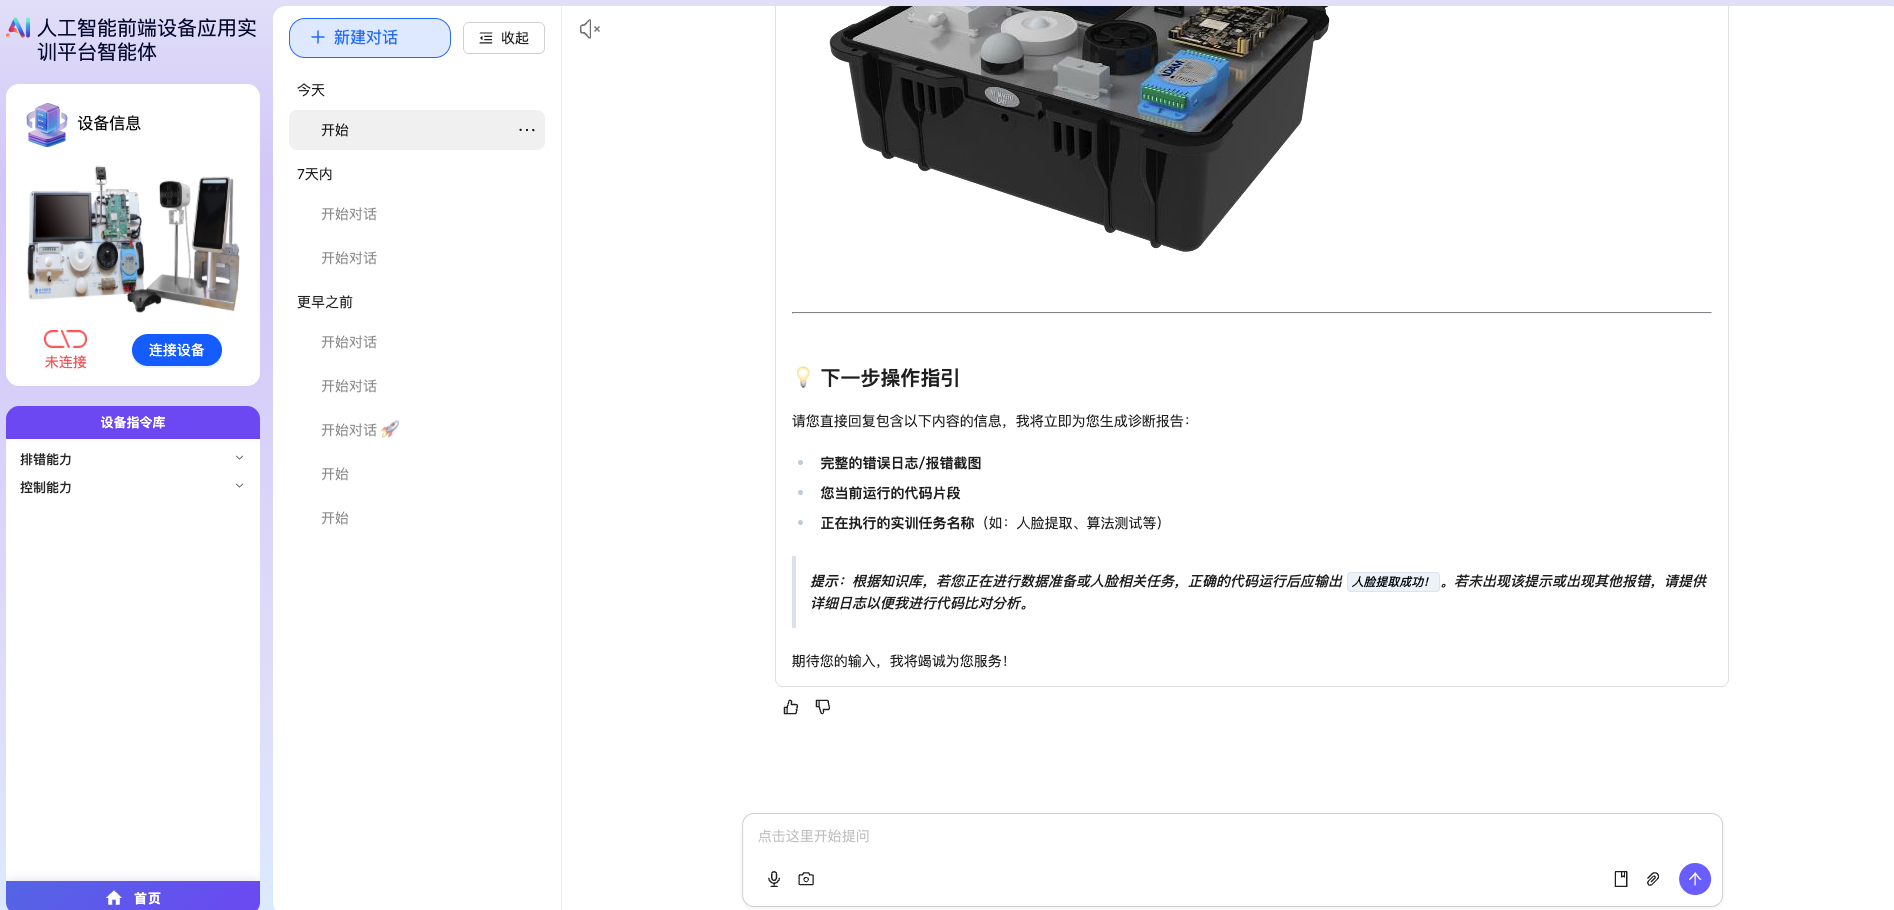 人工智能前端设备应用实
训平台智能体
设备信息
未连接
连接设备
设备指令库
排错能力
控制能力
首页
新建对话
收起
今天
开始
7天内
开始对话
开始对话
更早之前
开始对话
开始对话
开始对话 🚀
开始
开始
ADAM
💡 下一步操作指引
请您直接回复包含以下内容的信息，我将立即为您生成诊断报告：
完整的错误日志/报错截图
您当前运行的代码片段
正在执行的实训任务名称（如：人脸提取、算法测试等）
提示：根据知识库，若您正在进行数据准备或人脸相关任务，正确的代码运行后应输出 人脸提取成功！ 。若未出现该提示或出现其他报错，请提供
详细日志以便我进行代码比对分析。
期待您的输入，我将竭诚为您服务！
点击这里开始提问